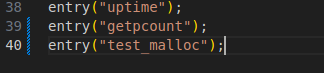 38 entry("uptime");
39 entry("getpcount");
40 entry("test_malloc");